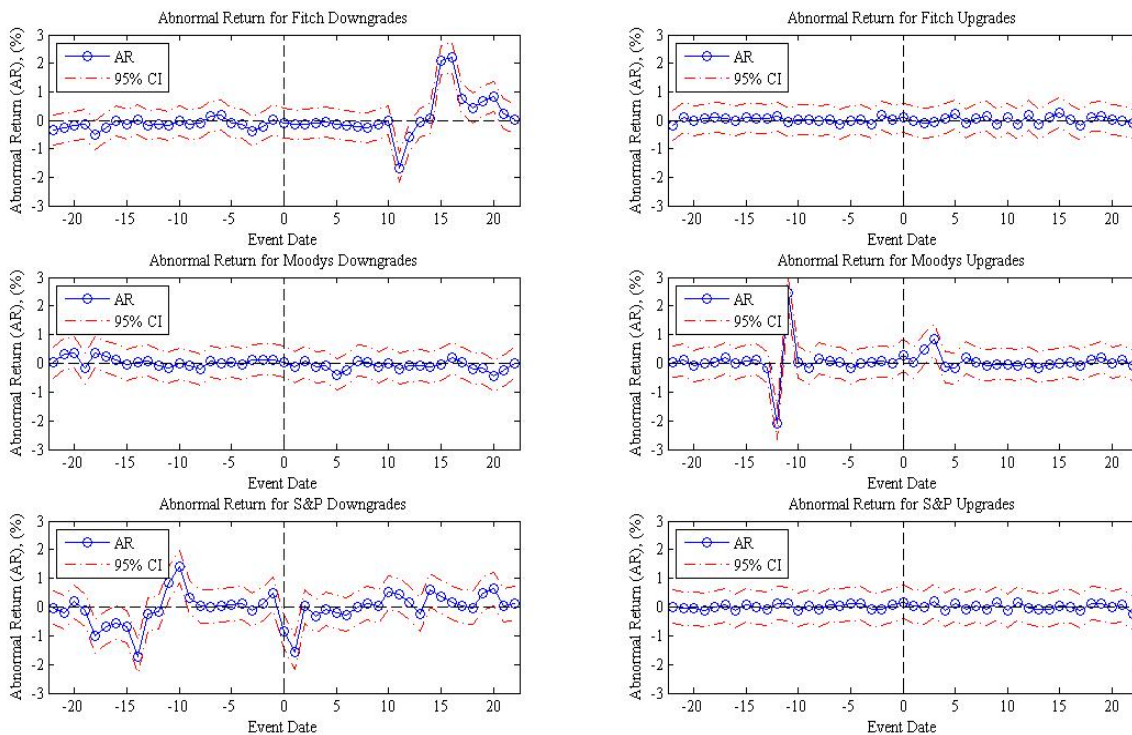 Abnormal Return for Fitch Downgrades
Abnormal Return (AR), (%)
3
2
1
0
-1
-2
-3
AR
95% CI
-20 -15 -10 -5 0 5 10 15 20
Event Date
Abnormal Return for Fitch Upgrades
Abnormal Return (AR), (%)
3
2
1
0
-1
-2
-3
AR
95% CI
-20 -15 -10 -5 0 5 10 15 20
Event Date
Abnormal Return for Moodys Downgrades
Abnormal Return (AR), (%)
3
2
1
0
-1
-2
-3
AR
95% CI
-20 -15 -10 -5 0 5 10 15 20
Event Date
Abnormal Return for Moodys Upgrades
Abnormal Return (AR), (%)
3
2
1
0
-1
-2
-3
AR
95% CI
-20 -15 -10 -5 0 5 10 15 20
Event Date
Abnormal Return for S&P Downgrades
Abnormal Return (AR), (%)
3
2
1
0
-1
-2
-3
AR
95% CI
-20 -15 -10 -5 0 5 10 15 20
Event Date
Abnormal Return for S&P Upgrades
Abnormal Return (AR), (%)
3
2
1
0
-1
-2
-3
AR
95% CI
-20 -15 -10 -5 0 5 10 15 20
Event Date